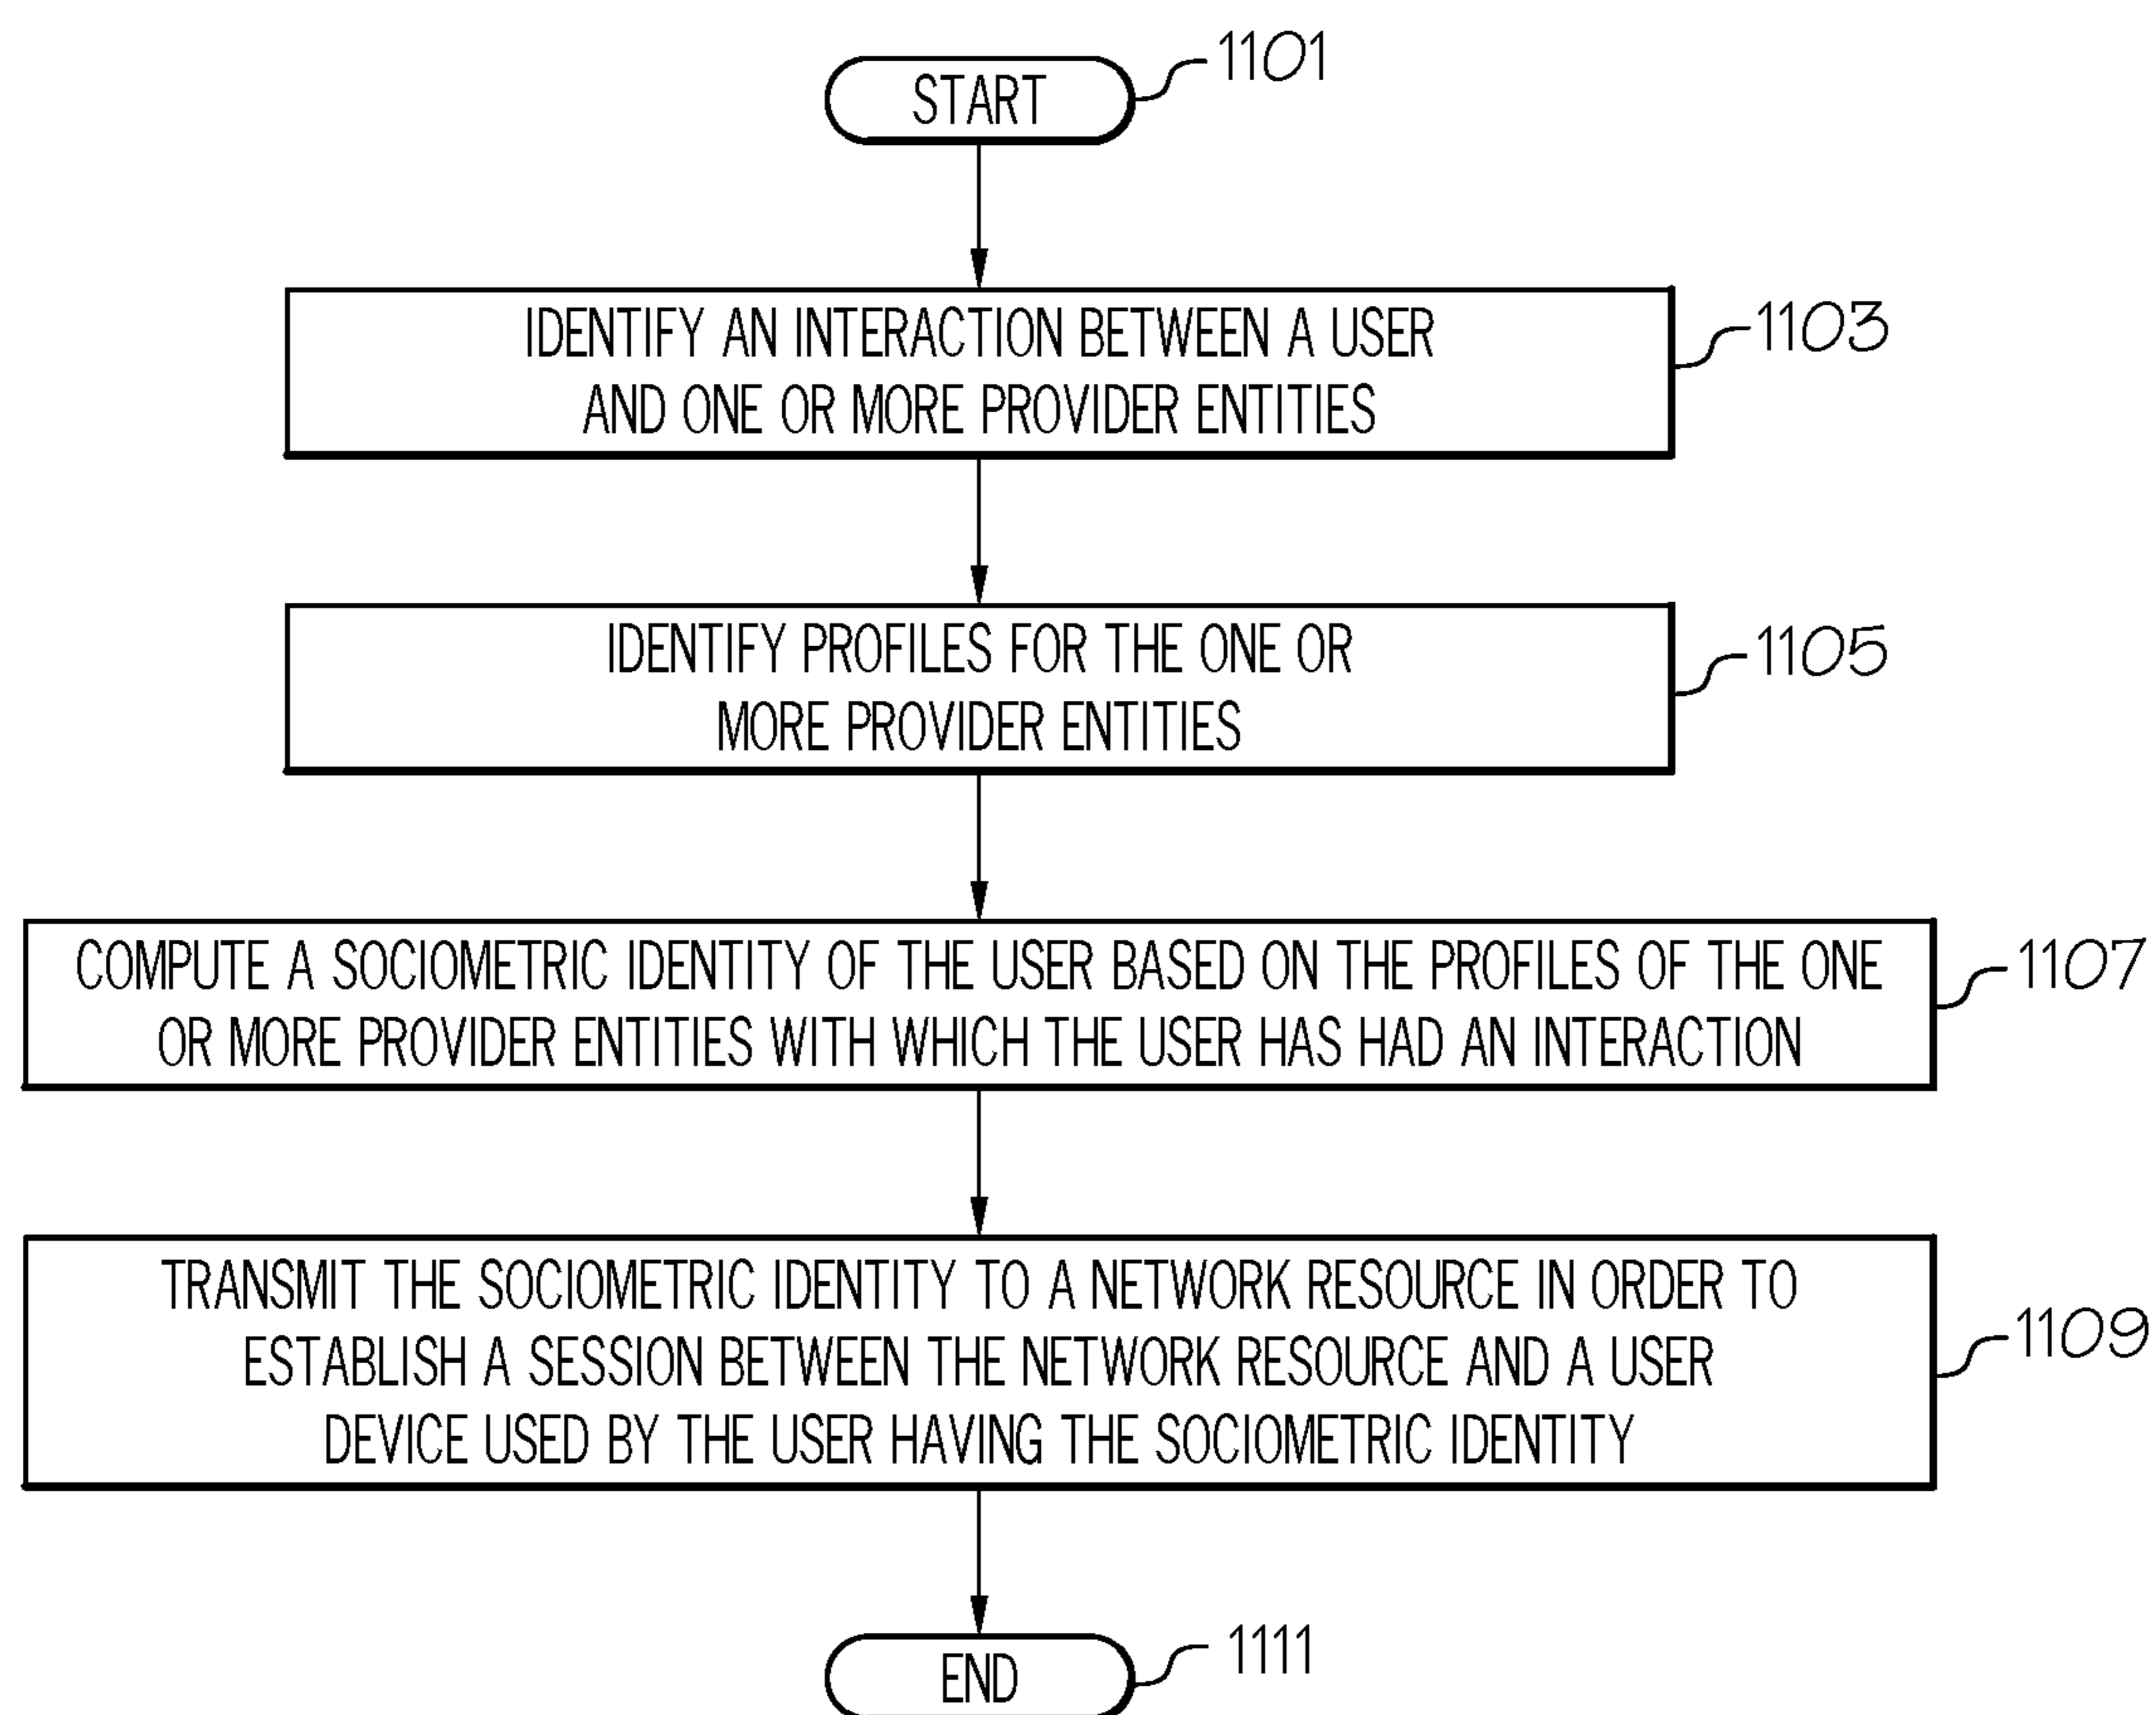 START
1101
IDENTIFY AN INTERACTION BETWEEN A USER
AND ONE OR MORE PROVIDER ENTITIES
1103
IDENTIFY PROFILES FOR THE ONE OR
MORE PROVIDER ENTITIES
1105
COMPUTE A SOCIOMETRIC IDENTITY OF THE USER BASED ON THE PROFILES OF THE ONE
OR MORE PROVIDER ENTITIES WITH WHICH THE USER HAS HAD AN INTERACTION
1107
TRANSMIT THE SOCIOMETRIC IDENTITY TO A NETWORK RESOURCE IN ORDER TO
ESTABLISH A SESSION BETWEEN THE NETWORK RESOURCE AND A USER
DEVICE USED BY THE USER HAVING THE SOCIOMETRIC IDENTITY
1109
END
1111